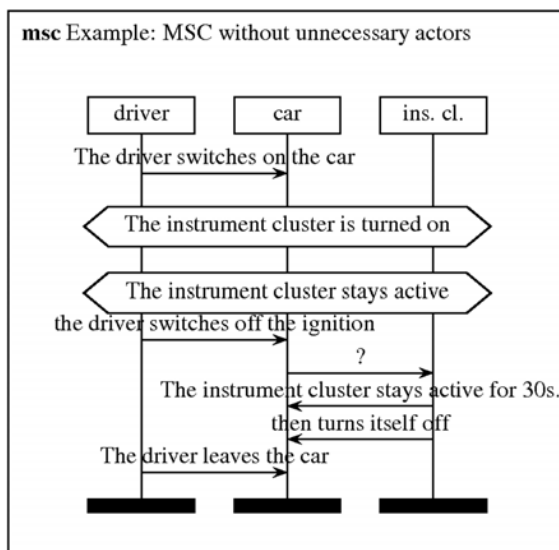 msc Example: MSC without unnecessary actors
driver car ins. cl.
The driver switches on the car
The instrument cluster is turned on
The instrument cluster stays active
the driver switches off the ignition
?
The instrument cluster stays active for 30s.
then turns itself off
The driver leaves the car